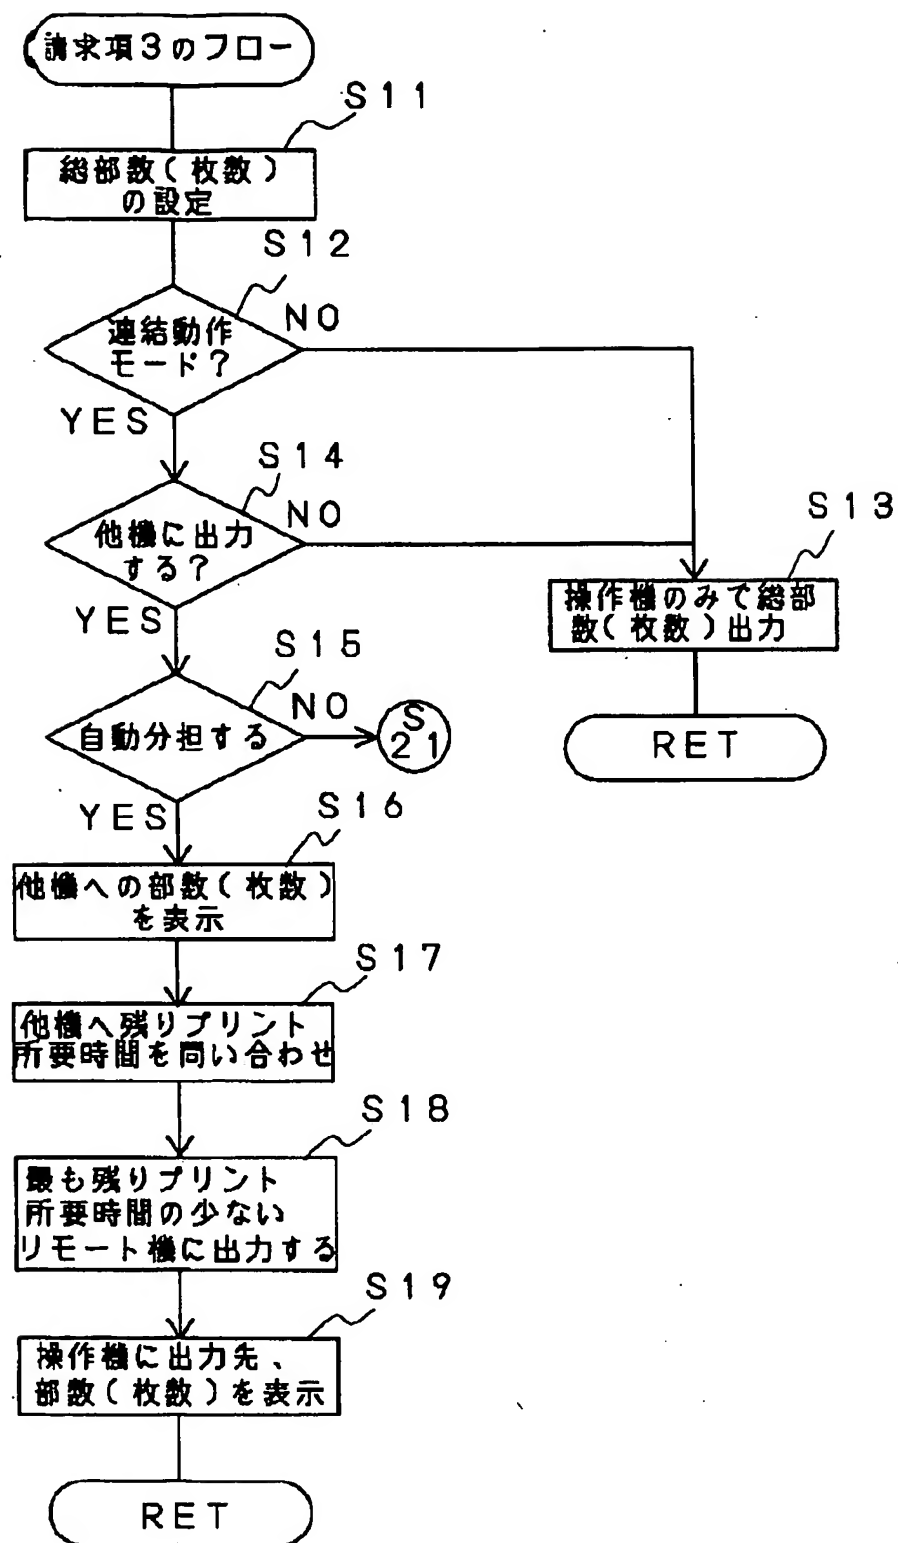 請求項3のフロー
S11
総部数(枚数)
の設定
S12
連結動作
モード?
NO
YES
S14
他機に出力
する?
NO
YES
S13
操作機のみで総部
数(枚数)出力
RET
S15
自動分担する
NO
S
21
YES
S16
他機への部数(枚数)
を表示
S17
他機へ残りプリント
所要時間を問い合わせ
S18
最も残りプリント
所要時間の少ない
リモート機に出力する
S19
操作機に出力先、
部数(枚数)を表示
RET